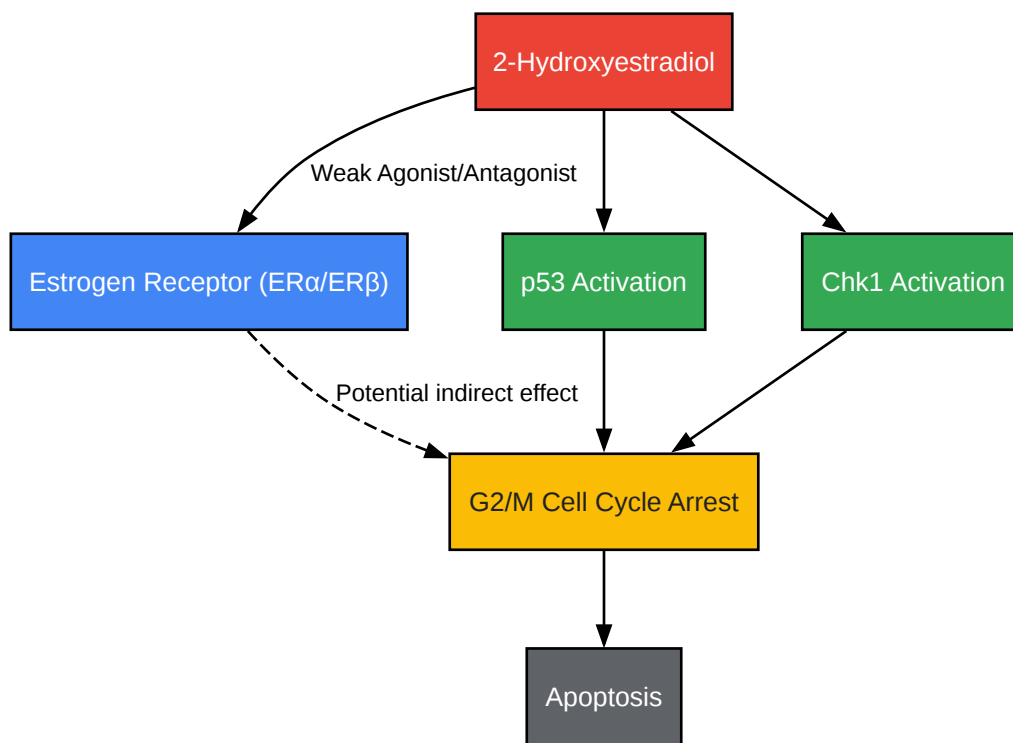 2-Hydroxyestradiol
Weak Agonist/Antagonist
Estrogen Receptor (ERα/ERβ)
p53 Activation
Chk1 Activation
Potential indirect effect
G2/M Cell Cycle Arrest
Apoptosis